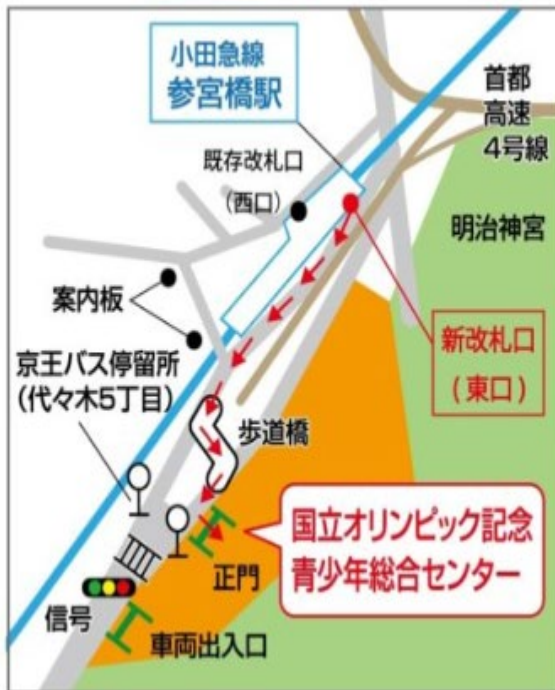 小田急線
参宮橋駅
首都
高速
4号線
既存改札口
（西口）
明治神宮
案内板
新改札口
（東口）
京王バス停留所
（代々木5丁目）
歩道橋
国立オリンピック記念
青少年総合センター
正門
信号
車両出入口